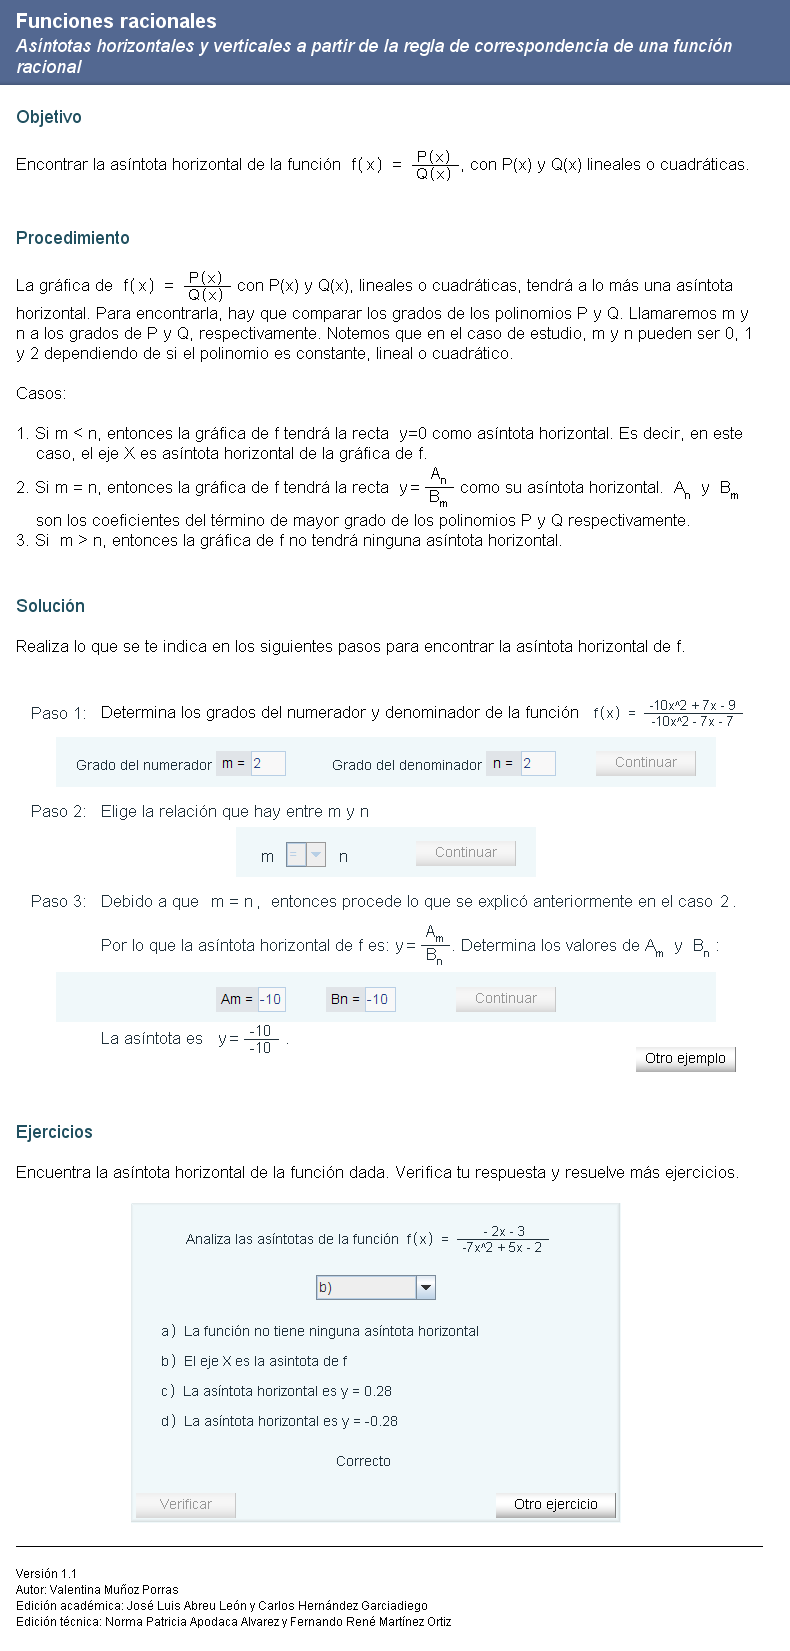 Funciones racionales
Asíntotas horizontales y verticales a partir de la regla de correspondencia de una función
racional
Objetivo
Encontrar la asíntota horizontal de la función f(x) = P(x)/Q(x), con P(x) y Q(x) lineales o cuadráticas.
Procedimiento
La gráfica de f(x) = P(x)/Q(x) con P(x) y Q(x), lineales o cuadráticas, tendrá a lo más una asíntota
horizontal. Para encontrarla, hay que comparar los grados de los polinomios P y Q. Llamaremos m y
n a los grados de P y Q, respectivamente. Notemos que en el caso de estudio, m y n pueden ser 0, 1
y 2 dependiendo de si el polinomio es constante, lineal o cuadrático.
Casos:
1. Si m < n, entonces la gráfica de f tendrá la recta y=0 como asíntota horizontal. Es decir, en este
caso, el eje X es asíntota horizontal de la gráfica de f.
2. Si m = n, entonces la gráfica de f tendrá la recta y = An/Bm como su asíntota horizontal. An y Bm
son los coeficientes del término de mayor grado de los polinomios P y Q respectivamente.
3. Si m > n, entonces la gráfica de f no tendrá ninguna asíntota horizontal.
Solución
Realiza lo que se te indica en los siguientes pasos para encontrar la asíntota horizontal de f.
Paso 1: Determina los grados del numerador y denominador de la función f(x) = -10x^2 + 7x - 9/-10x^2 - 7x - 7
Grado del numerador m = 2 Grado del denominador n = 2 Continuar
Paso 2: Elige la relación que hay entre m y n
m = n Continuar
Paso 3: Debido a que m = n, entonces procede lo que se explicó anteriormente en el caso 2.
Por lo que la asíntota horizontal de f es: y = Am/Bn. Determina los valores de Am y Bn :
Am = -10 Bn = -10 Continuar
La asíntota es y = -10/-10 .
Otro ejemplo
Ejercicios
Encuentra la asíntota horizontal de la función dada. Verifica tu respuesta y resuelve más ejercicios.
Analiza las asíntotas de la función f(x) = - 2x - 3/-7x^2 + 5x - 2
b)
a) La función no tiene ninguna asíntota horizontal
b) El eje X es la asintota de f
c) La asíntota horizontal es y = 0.28
d) La asíntota horizontal es y = -0.28
Correcto
Verificar Otro ejercicio
Versión 1.1
Autor: Valentina Muñoz Porras
Edición académica: José Luis Abreu León y Carlos Hernández Garciadiego
Edición técnica: Norma Patricia Apodaca Alvarez y Fernando René Martínez Ortiz